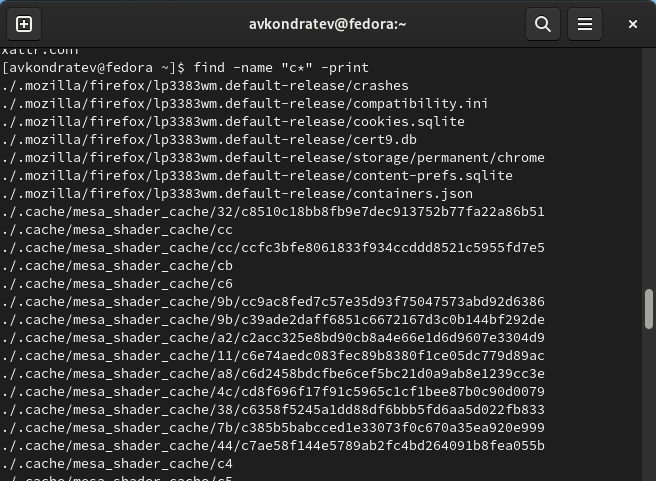 avkondratev@fedora:~
xattr.conf
[avkondratev@fedora ~]$ find -name "c*" -print
./.mozilla/firefox/lp3383wm.default-release/crashes
./.mozilla/firefox/lp3383wm.default-release/compatibility.ini
./.mozilla/firefox/lp3383wm.default-release/cookies.sqlite
./.mozilla/firefox/lp3383wm.default-release/cert9.db
./.mozilla/firefox/lp3383wm.default-release/storage/permanent/chrome
./.mozilla/firefox/lp3383wm.default-release/content-prefs.sqlite
./.mozilla/firefox/lp3383wm.default-release/containers.json
./.cache/mesa_shader_cache/32/c8510c18bb8fb9e7dec913752b77fa22a86b51
./.cache/mesa_shader_cache/cc
./.cache/mesa_shader_cache/cc/ccfc3bfe8061833f934ccddd8521c5955fd7e5
./.cache/mesa_shader_cache/cb
./.cache/mesa_shader_cache/c6
./.cache/mesa_shader_cache/9b/cc9ac8fed7c57e35d93f75047573abd92d6386
./.cache/mesa_shader_cache/9b/c39ade2daff6851c6672167d3c0b144bf292de
./.cache/mesa_shader_cache/a2/c2acc325e8bd90cb8a4e66e1d6d9607e3304d9
./.cache/mesa_shader_cache/11/c6e74aedc083fec89b8380f1ce05dc779d89ac
./.cache/mesa_shader_cache/a8/c6d2458bdcfbe6cef5bc21d0a9ab8e1239cc3e
./.cache/mesa_shader_cache/4c/cd8f696f17f91c5965c1cf1bee87b0c90d0079
./.cache/mesa_shader_cache/38/c6358f5245a1dd88df6bbb5fd6aa5d022fb833
./.cache/mesa_shader_cache/7b/c385b5babcced1e33073f0c670a35ea920e999
./.cache/mesa_shader_cache/44/c7ae58f144e5789ab2fc4bd264091b8fea055b
./.cache/mesa_shader_cache/c4
./.cache/mesa_shader_cache/c5